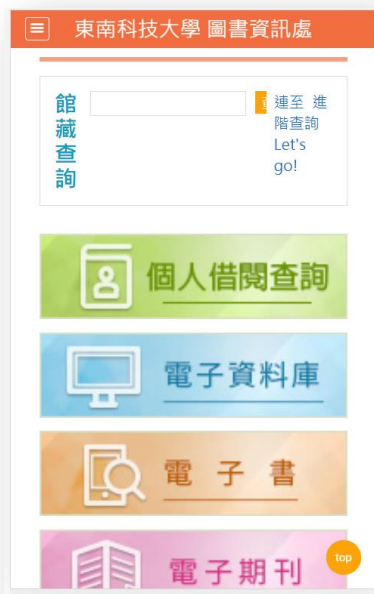 東南科技大學 圖書資訊處
館
藏
查
詢
連至 進
階查詢
Let's
go!
個人借閱查詢
電子資料庫
電 子 書
電子期刊
top